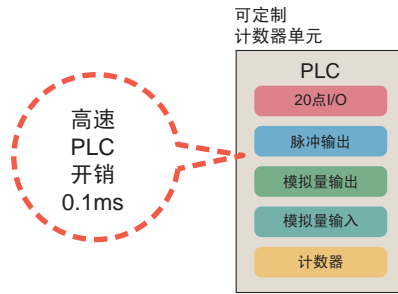 可定制
计数器单元
高速
PLC
开销
0.1ms
PLC
20点I/O
脉冲输出
模拟量输出
模拟量输入
计数器